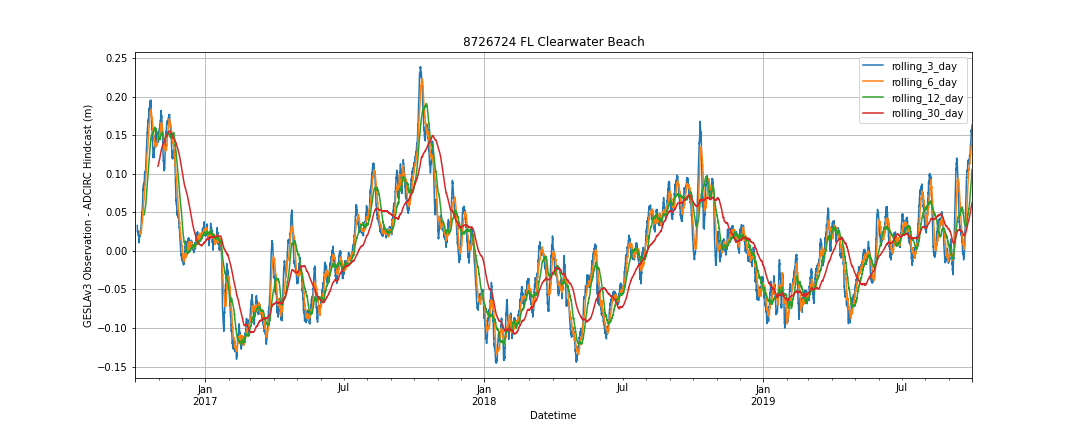 8726724 FL Clearwater Beach
GESLAv3 Observation - ADCIRC Hindcast (m)
0.25
0.20
0.15
0.10
0.05
0.00
−0.05
−0.10
−0.15
rolling_3_day
rolling_6_day
rolling_12_day
rolling_30_day
Jan
2017
Jul
Jan
2018
Jul
Jan
2019
Jul
Datetime